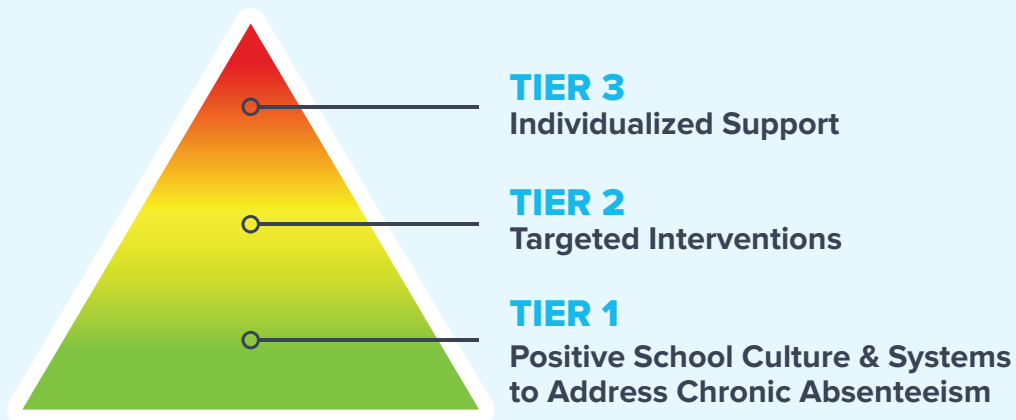 TIER 3
Individualized Support
TIER 2
Targeted Interventions
TIER 1
Positive School Culture & Systems
to Address Chronic Absenteeism